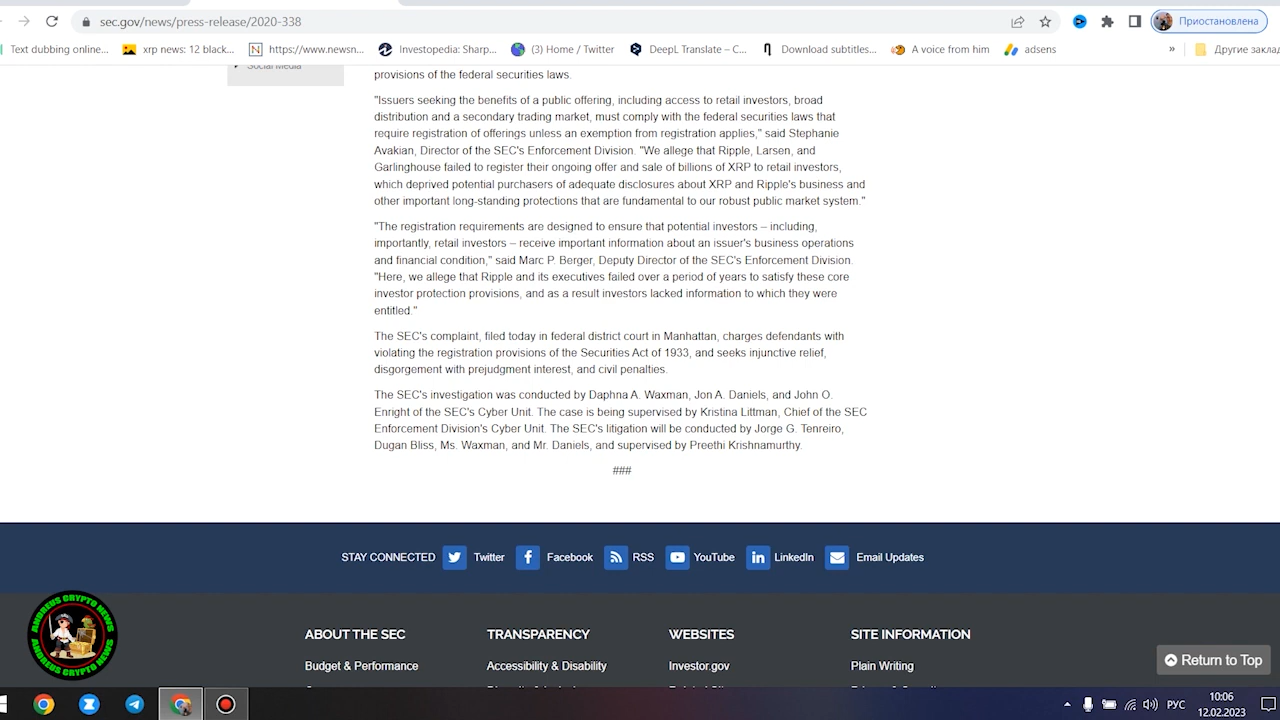 sec.gov/news/press-release/2020-338
Приостановлена
Text dubbing online...
xrp news: 12 black...
https://www.newsn...
Investopedia: Sharp...
(3) Home / Twitter
DeepL Translate – C...
Download subtitles...
A voice from him
adsens
»
Другие заклад
Social Media
provisions of the federal securities laws.
"Issuers seeking the benefits of a public offering, including access to retail investors, broad
distribution and a secondary trading market, must comply with the federal securities laws that
require registration of offerings unless an exemption from registration applies," said Stephanie
Avakian, Director of the SEC's Enforcement Division. "We allege that Ripple, Larsen, and
Garlinghouse failed to register their ongoing offer and sale of billions of XRP to retail investors,
which deprived potential purchasers of adequate disclosures about XRP and Ripple's business and
other important long-standing protections that are fundamental to our robust public market system."
"The registration requirements are designed to ensure that potential investors – including,
importantly, retail investors – receive important information about an issuer's business operations
and financial condition," said Marc P. Berger, Deputy Director of the SEC's Enforcement Division.
"Here, we allege that Ripple and its executives failed over a period of years to satisfy these core
investor protection provisions, and as a result investors lacked information to which they were
entitled."
The SEC's complaint, filed today in federal district court in Manhattan, charges defendants with
violating the registration provisions of the Securities Act of 1933, and seeks injunctive relief,
disgorgement with prejudgment interest, and civil penalties.
The SEC's investigation was conducted by Daphna A. Waxman, Jon A. Daniels, and John O.
Enright of the SEC's Cyber Unit. The case is being supervised by Kristina Littman, Chief of the SEC
Enforcement Division's Cyber Unit. The SEC's litigation will be conducted by Jorge G. Tenreiro,
Dugan Bliss, Ms. Waxman, and Mr. Daniels, and supervised by Preethi Krishnamurthy.
###
STAY CONNECTED
Twitter
Facebook
RSS
YouTube
LinkedIn
Email Updates
ANDREUS CRYPTO NEWS
ANDREUS CRYPTO NEWS
ABOUT THE SEC
TRANSPARENCY
WEBSITES
SITE INFORMATION
Budget & Performance
Accessibility & Disability
Investor.gov
Plain Writing
Return to Top
10:06
РУС
12.02.2023